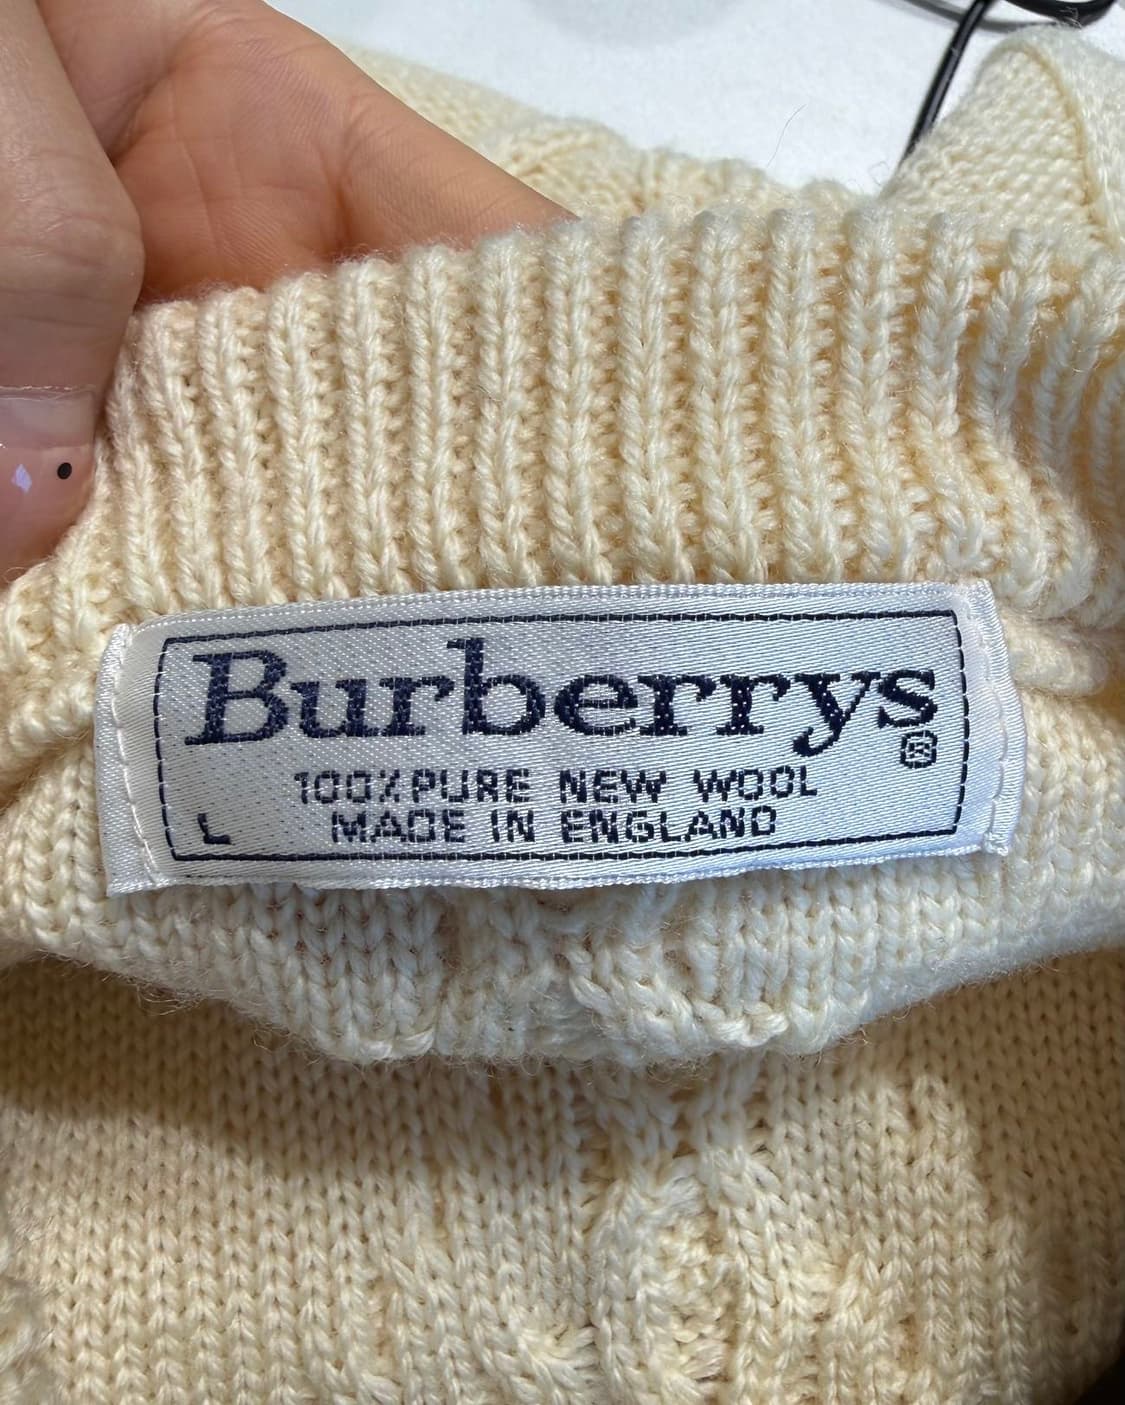 Burberrys
®
100% PURE NEW WOOL
L MADE IN ENGLAND